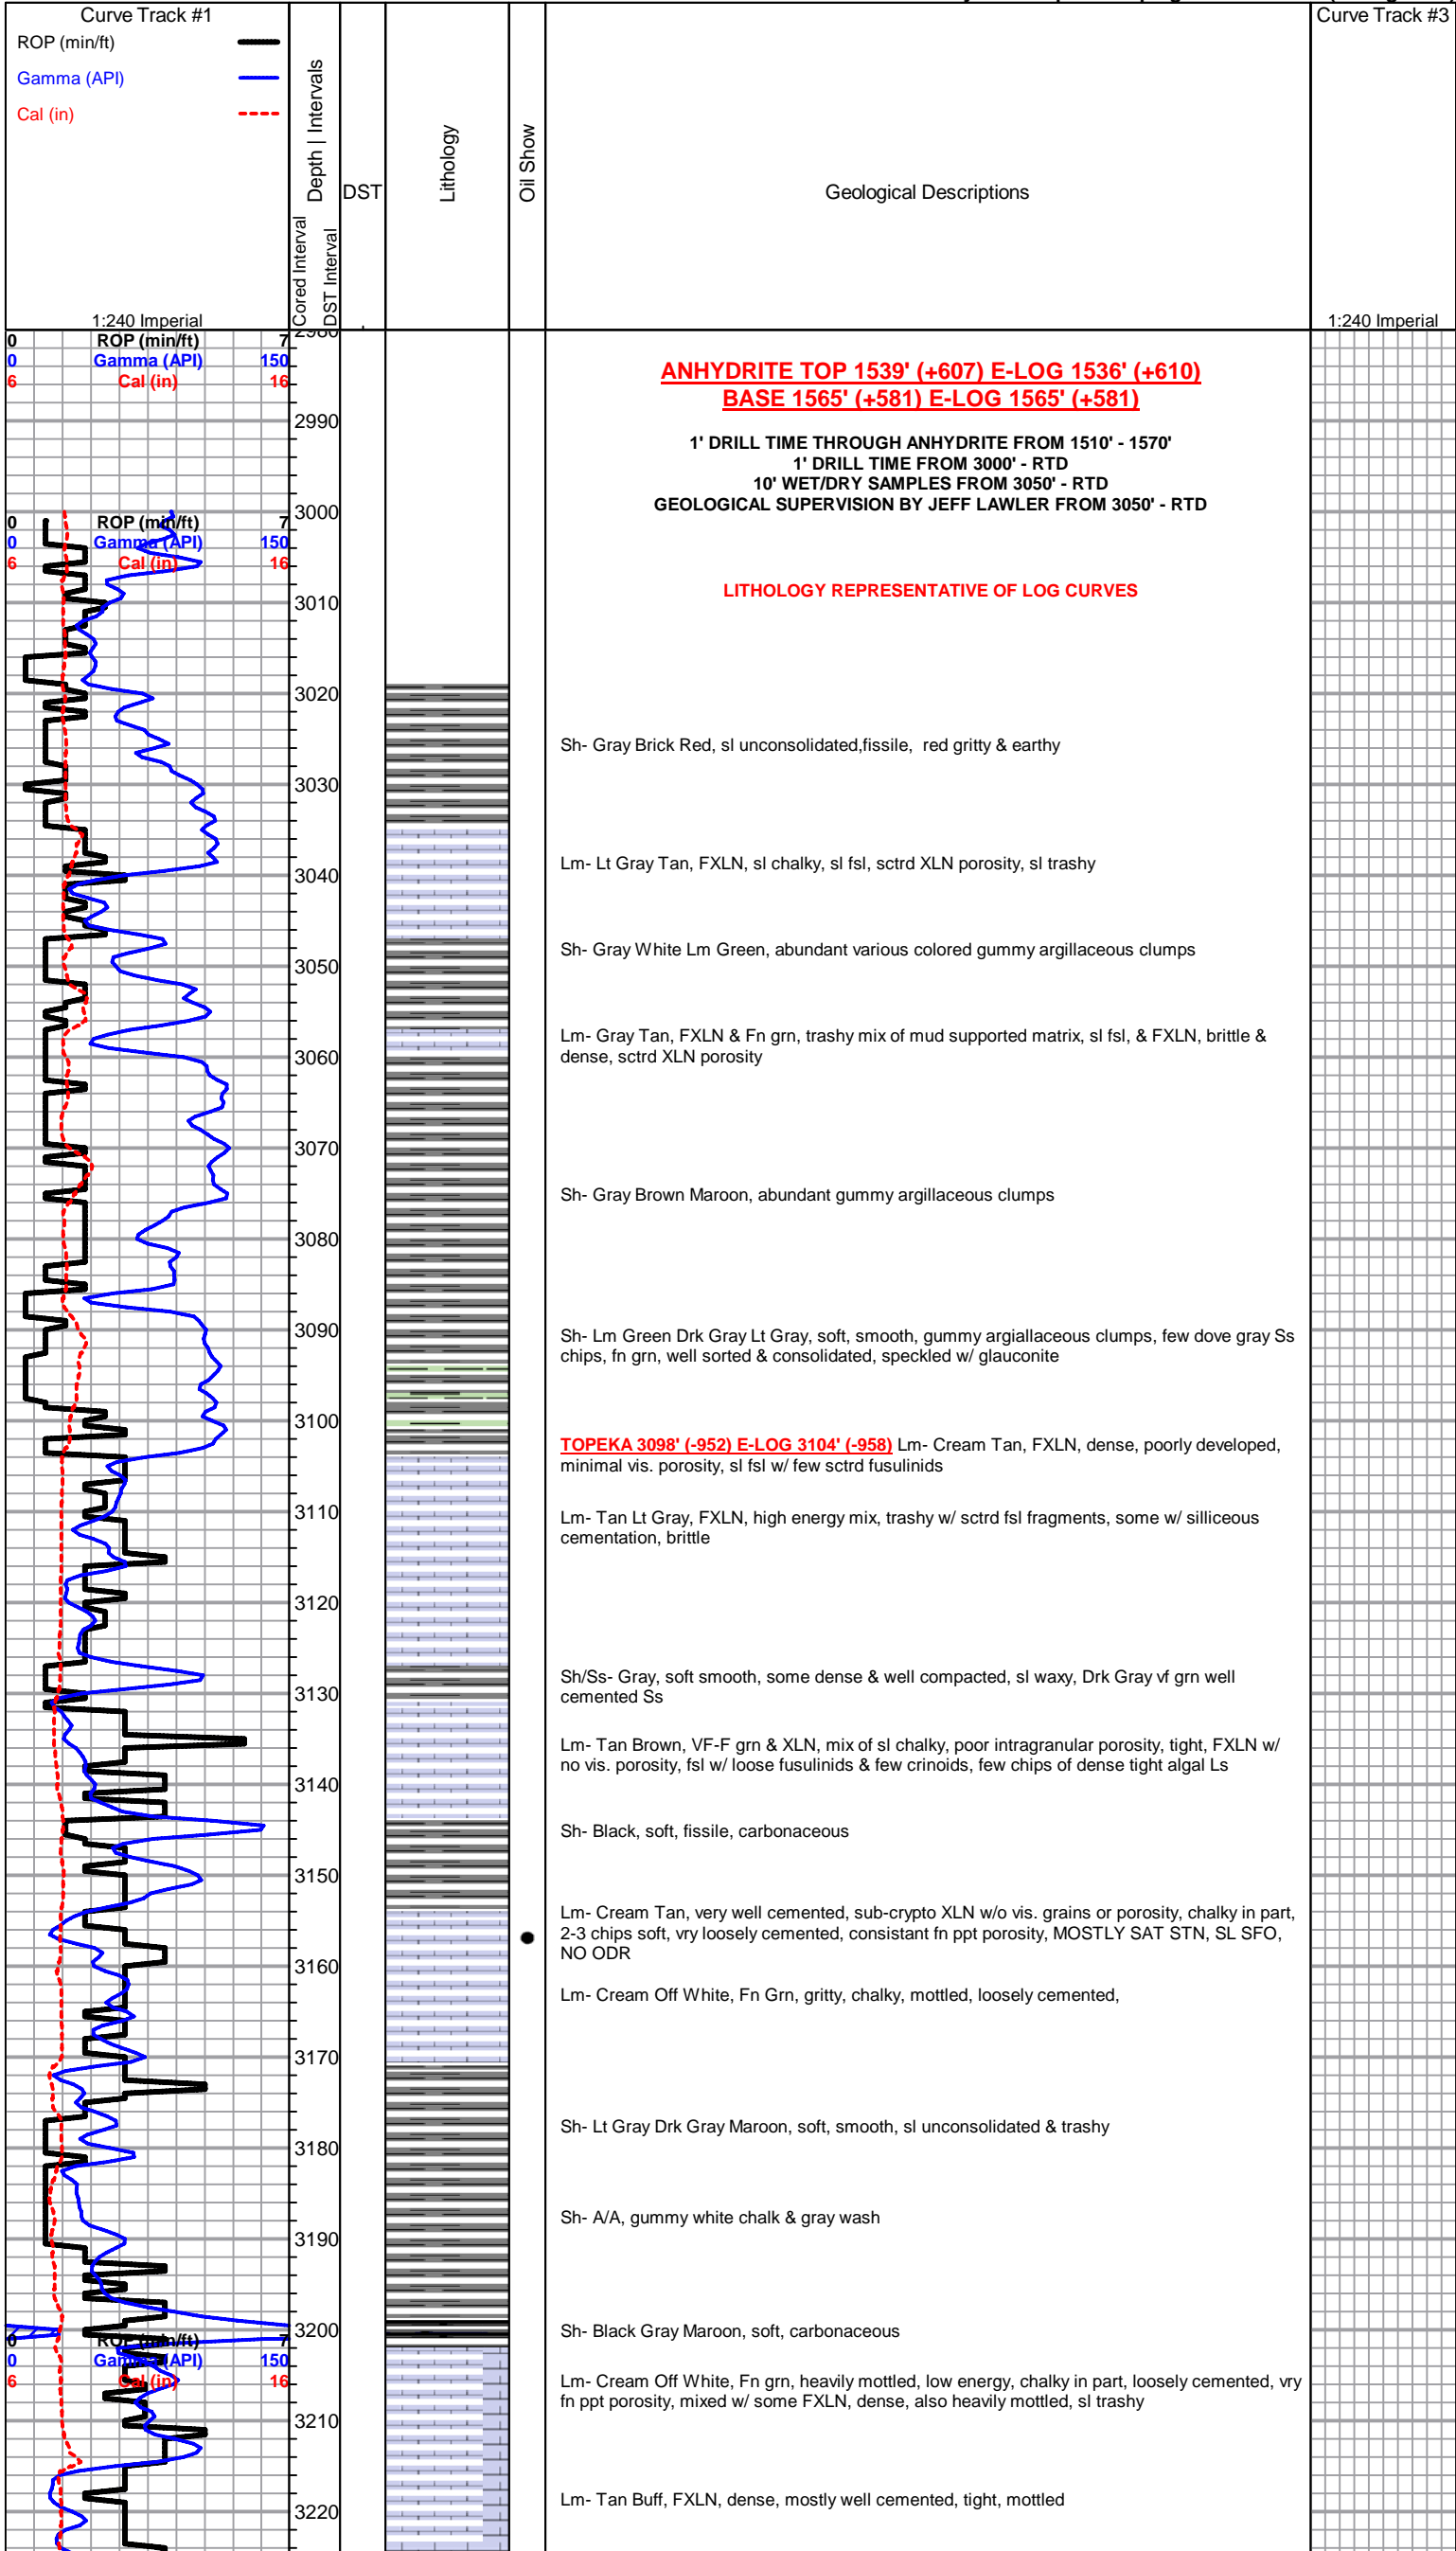 Curve Track #1
ROP (min/ft)
Gamma (API)
Cal (in)
1:240 Imperial
Depth | Intervals
Cored Interval
DST Interval
DST
Lithology
Oil Show
Geological Descriptions
Curve Track #3
1:240 Imperial
0 ROP (min/ft) 7
0 Gamma (API) 150
6 Cal (in) 16
2980
ANHYDRITE TOP 1539' (+607) E-LOG 1536' (+610)
BASE 1565' (+581) E-LOG 1565' (+581)
2990
1' DRILL TIME THROUGH ANHYDRITE FROM 1510' - 1570'
1' DRILL TIME FROM 3000' - RTD
10' WET/DRY SAMPLES FROM 3050' - RTD
GEOLOGICAL SUPERVISION BY JEFF LAWLER FROM 3050' - RTD
3000
0 ROP (min/ft) 7
0 Gamma (API) 150
6 Cal (in) 16
LITHOLOGY REPRESENTATIVE OF LOG CURVES
3010
3020
Sh- Gray Brick Red, sl unconsolidated,fissile, red gritty & earthy
3030
Lm- Lt Gray Tan, FXLN, sl chalky, sl fsl, sctrd XLN porosity, sl trashy
3040
Sh- Gray White Lm Green, abundant various colored gummy argillaceous clumps
3050
Lm- Gray Tan, FXLN & Fn grn, trashy mix of mud supported matrix, sl fsl, & FXLN, brittle &
dense, sctrd XLN porosity
3060
3070
Sh- Gray Brown Maroon, abundant gummy argillaceous clumps
3080
3090
Sh- Lm Green Drk Gray Lt Gray, soft, smooth, gummy argiallaceous clumps, few dove gray Ss
chips, fn grn, well sorted & consolidated, speckled w/ glauconite
3100
TOPEKA 3098' (-952) E-LOG 3104' (-958) Lm- Cream Tan, FXLN, dense, poorly developed,
minimal vis. porosity, sl fsl w/ few sctrd fusulinids
3110
Lm- Tan Lt Gray, FXLN, high energy mix, trashy w/ sctrd fsl fragments, some w/ silliceous
cementation, brittle
3120
Sh/Ss- Gray, soft smooth, some dense & well compacted, sl waxy, Drk Gray vf grn well
cemented Ss
3130
Lm- Tan Brown, VF-F grn & XLN, mix of sl chalky, poor intragranular porosity, tight, FXLN w/
no vis. porosity, fsl w/ loose fusulinids & few crinoids, few chips of dense tight algal Ls
3140
Sh- Black, soft, fissile, carbonaceous
3150
Lm- Cream Tan, very well cemented, sub-crypto XLN w/o vis. grains or porosity, chalky in part,
2-3 chips soft, vry loosely cemented, consistant fn ppt porosity, MOSTLY SAT STN, SL SFO,
NO ODR
3160
Lm- Cream Off White, Fn Grn, gritty, chalky, mottled, loosely cemented,
3170
Sh- Lt Gray Drk Gray Maroon, soft, smooth, sl unconsolidated & trashy
3180
Sh- A/A, gummy white chalk & gray wash
3190
3200
Sh- Black Gray Maroon, soft, carbonaceous
0 ROP (min/ft) 7
0 Gamma (API) 150
6 Cal (in) 16
Lm- Cream Off White, Fn grn, heavily mottled, low energy, chalky in part, loosely cemented, vry
fn ppt porosity, mixed w/ some FXLN, dense, also heavily mottled, sl trashy
3210
Lm- Tan Buff, FXLN, dense, mostly well cemented, tight, mottled
3220